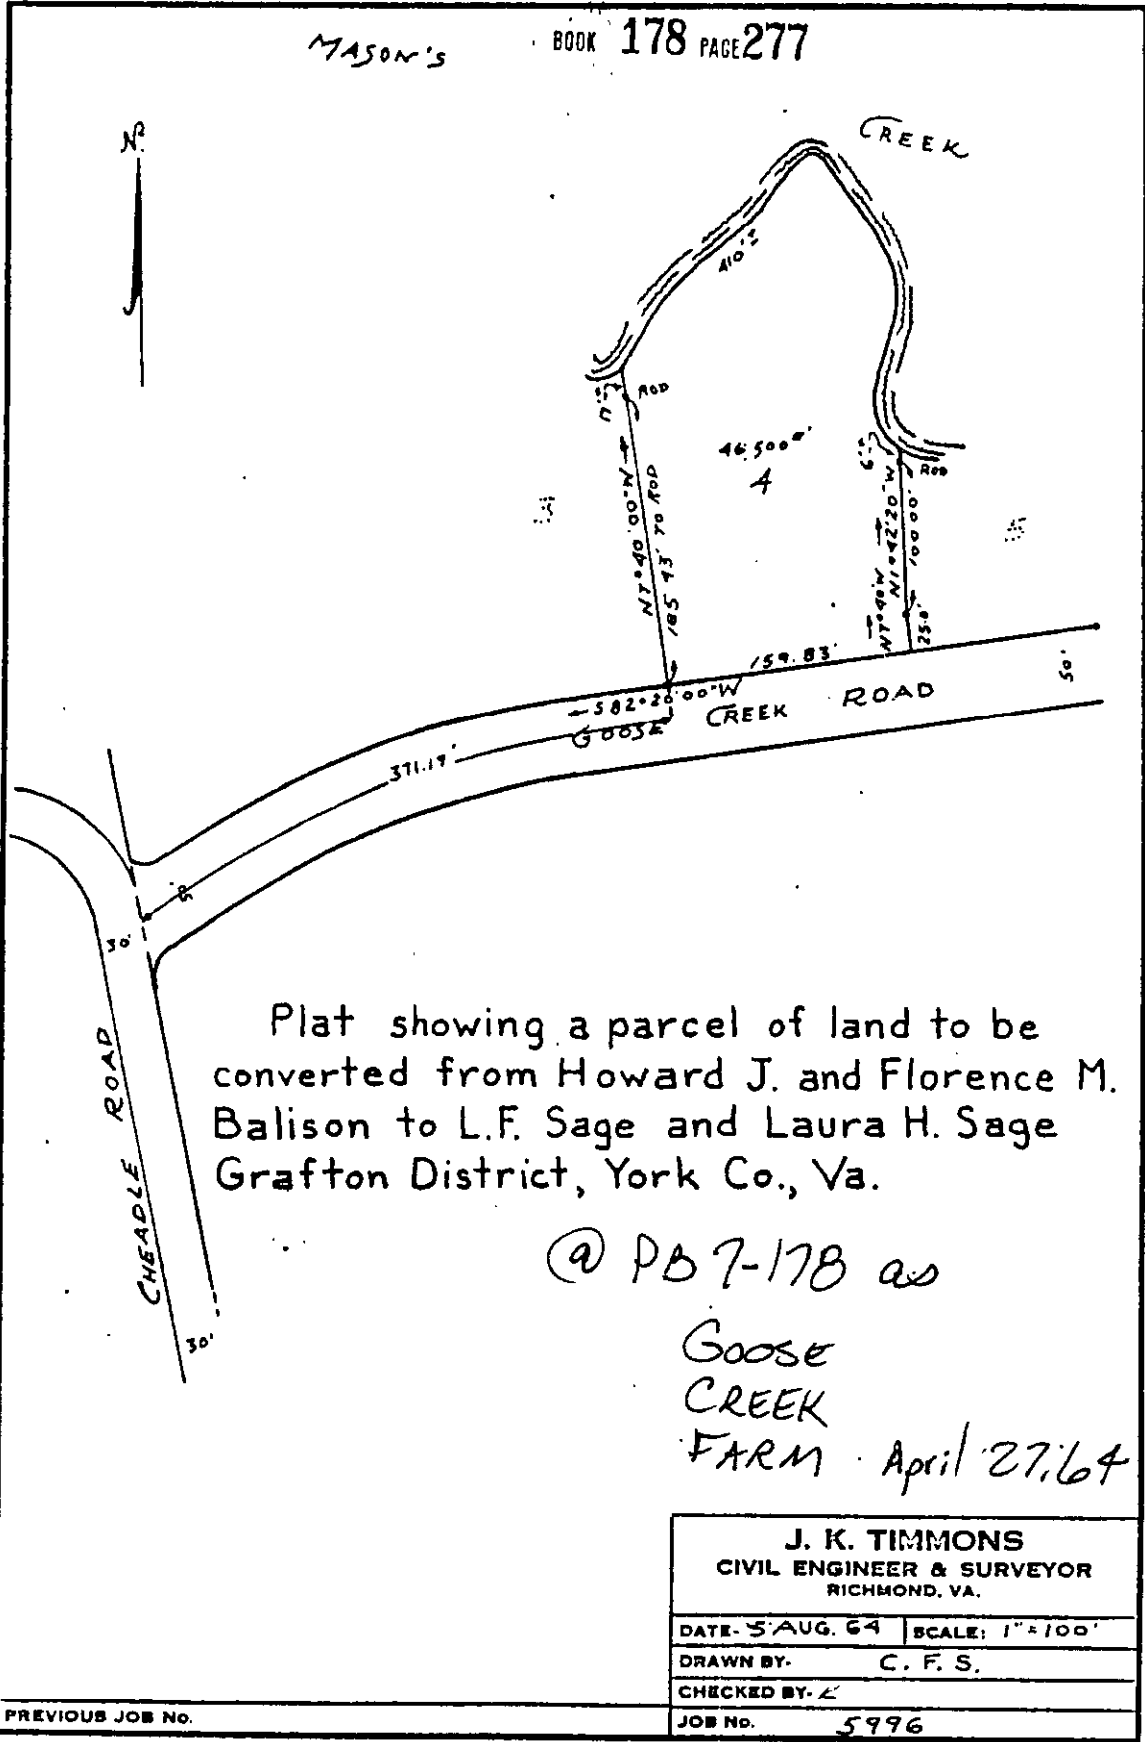 MASON'S
BOOK 178 PAGE 277
CREEK
N.
410'±
ROD
46,500 #'
A
ROD
N7°40'00"W
185.93' TO ROD
N1°42'20"W
100.00'
N7°40'W
25.0'
159.83'
S82°20'00"W
GOOSE CREEK ROAD
50'
371.19'
30'
CHEADLE ROAD
30'
Plat showing a parcel of land to be
converted from Howard J. and Florence M.
Balison to L.F. Sage and Laura H. Sage
Grafton District, York Co., Va.
@ PB 7-178 as
GOOSE
CREEK
FARM April 27, 64
J. K. TIMMONS
CIVIL ENGINEER & SURVEYOR
RICHMOND, VA.
DATE- 5 AUG. 64 SCALE: 1"=100'
DRAWN BY- C. F. S.
CHECKED BY-
PREVIOUS JOB No.
JOB No. 5996